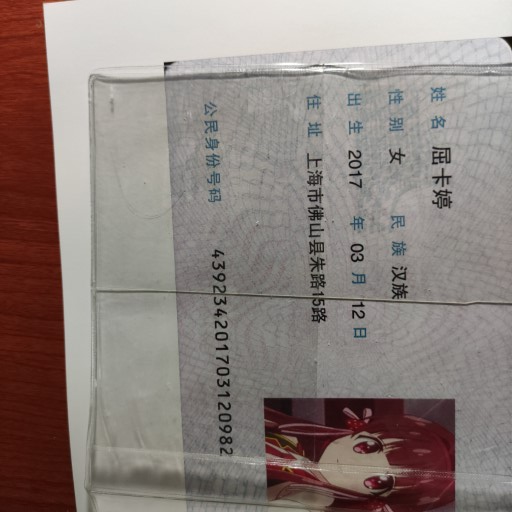 姓名 屈卡婷
性别 女 民族 汉族
出生 2017 年 03 月 12 日
住址 上海市佛山县朱路15路
公民身份号码 439234201703120982